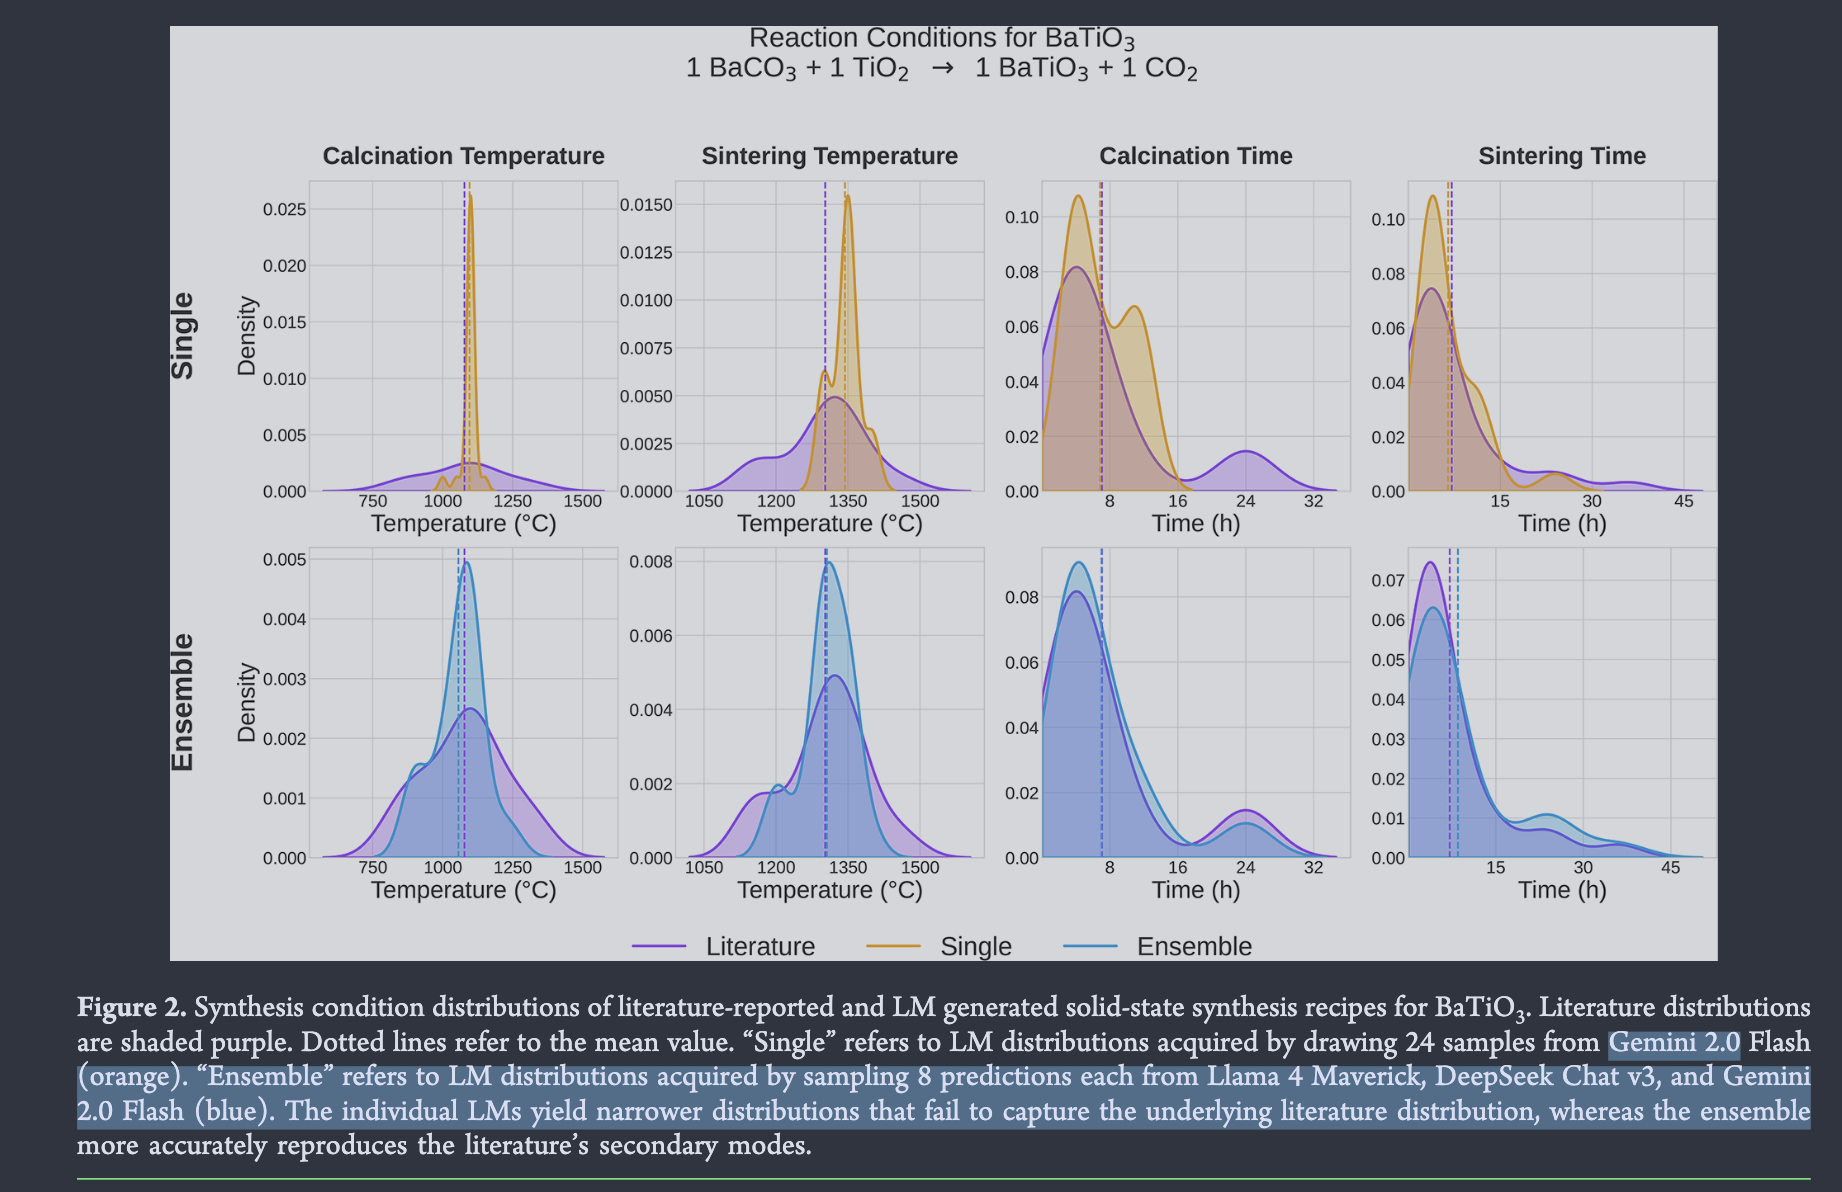 Reaction Conditions for BaTiO₃
1 BaCO₃ + 1 TiO₂ → 1 BaTiO₃ + 1 CO₂
Calcination Temperature
Sintering Temperature
Calcination Time
Sintering Time
Single
Density
0.025
0.020
0.015
0.010
0.005
0.000
750 1000 1250 1500
Temperature (°C)
0.0150
0.0125
0.0100
0.0075
0.0050
0.0025
0.0000
1050 1200 1350 1500
Temperature (°C)
0.10
0.08
0.06
0.04
0.02
0.00
8 16 24 32
Time (h)
0.10
0.08
0.06
0.04
0.02
0.00
15 30 45
Time (h)
Ensemble
Density
0.005
0.004
0.003
0.002
0.001
0.000
750 1000 1250 1500
Temperature (°C)
0.008
0.006
0.004
0.002
0.000
1050 1200 1350 1500
Temperature (°C)
0.08
0.06
0.04
0.02
0.00
8 16 24 32
Time (h)
0.07
0.06
0.05
0.04
0.03
0.02
0.01
0.00
15 30 45
Time (h)
Literature Single Ensemble
Figure 2. Synthesis condition distributions of literature-reported and LM generated solid-state synthesis recipes for BaTiO₃. Literature distributions
are shaded purple. Dotted lines refer to the mean value. “Single” refers to LM distributions acquired by drawing 24 samples from Gemini 2.0 Flash
(orange). “Ensemble” refers to LM distributions acquired by sampling 8 predictions each from Llama 4 Maverick, DeepSeek Chat v3, and Gemini
2.0 Flash (blue). The individual LMs yield narrower distributions that fail to capture the underlying literature distribution, whereas the ensemble
more accurately reproduces the literature’s secondary modes.